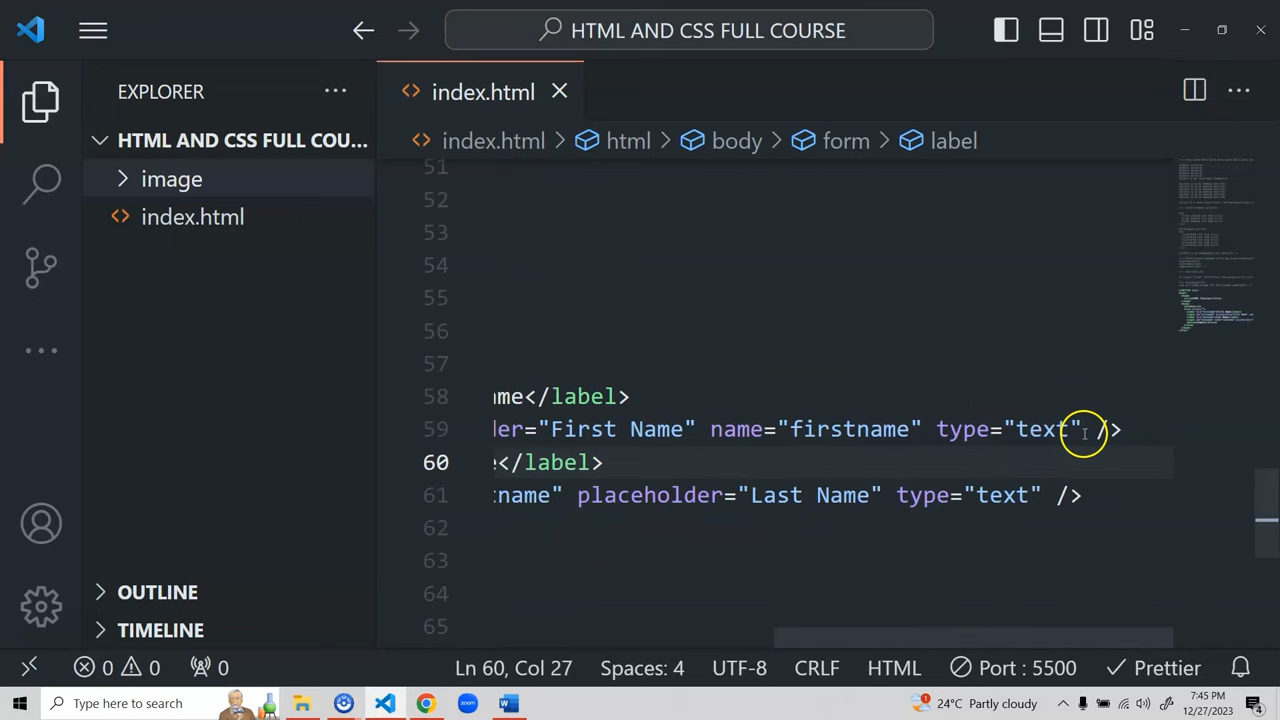 HTML AND CSS FULL COURSE
EXPLORER
index.html
HTML AND CSS FULL COU...
index.html > html > body > form > label
image
index.html
51
52
53
54
55
56
57
58 me</label>
59 der="First Name" name="firstname" type="text" />
60 e</label>
61 tname" placeholder="Last Name" type="text" />
62
63
64
65
OUTLINE
TIMELINE
0 0 0 Ln 60, Col 27 Spaces: 4 UTF-8 CRLF HTML Port : 5500 Prettier
Type here to search 1 24°C Partly cloudy 7:45 PM
12/27/2023 4